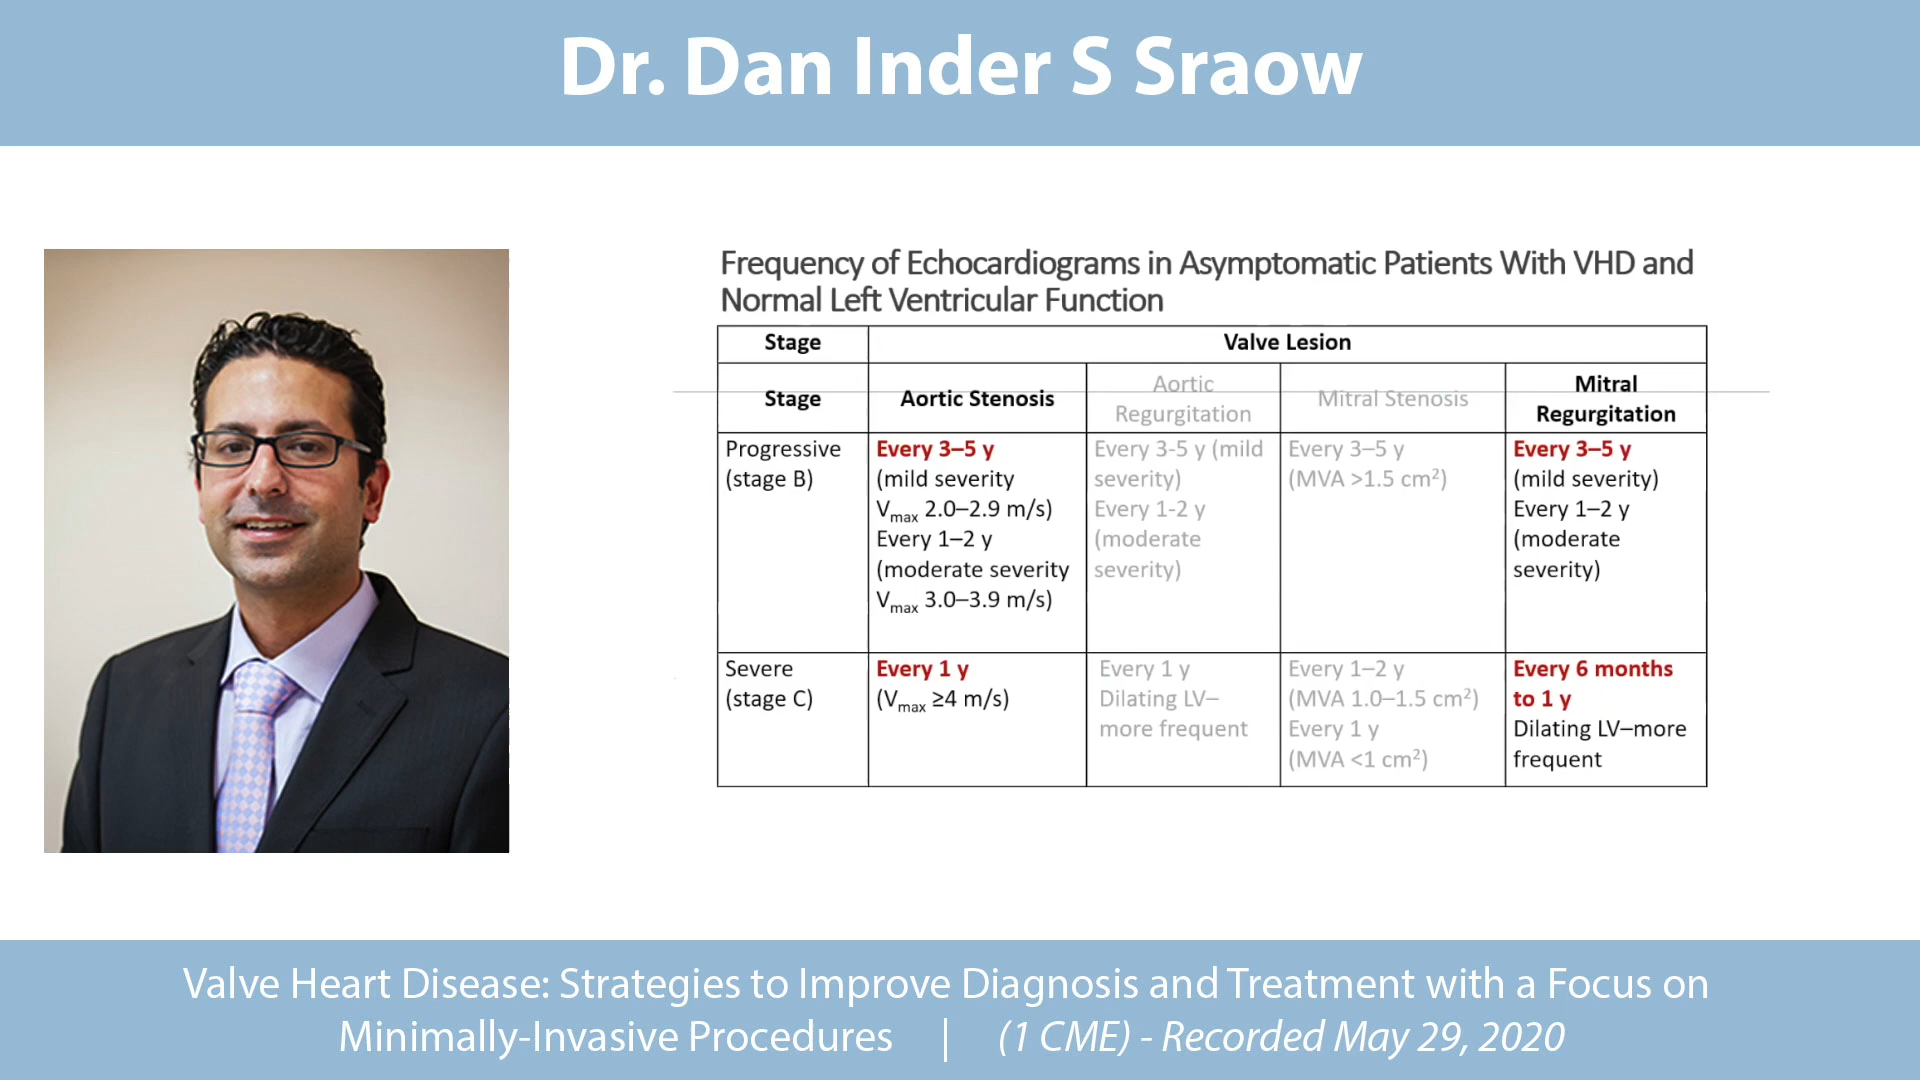 Dr. Dan Inder S Sraow
Frequency of Echocardiograms in Asymptomatic Patients With VHD and
Normal Left Ventricular Function
Stage
Valve Lesion
Stage
Aortic Stenosis
Aortic
Regurgitation
Mitral Stenosis
Mitral
Regurgitation
Progressive
(stage B)
Every 3–5 y
(mild severity
Vmax 2.0–2.9 m/s)
Every 1–2 y
(moderate severity
Vmax 3.0–3.9 m/s)
Every 3-5 y (mild
severity)
Every 1-2 y
(moderate
severity)
Every 3–5 y
(MVA >1.5 cm²)
Every 3–5 y
(mild severity)
Every 1–2 y
(moderate
severity)
Severe
(stage C)
Every 1 y
(Vmax ≥4 m/s)
Every 1 y
Dilating LV–
more frequent
Every 1–2 y
(MVA 1.0–1.5 cm²)
Every 1 y
(MVA <1 cm²)
Every 6 months
to 1 y
Dilating LV–more
frequent
Valve Heart Disease: Strategies to Improve Diagnosis and Treatment with a Focus on
Minimally-Invasive Procedures | (1 CME) - Recorded May 29, 2020